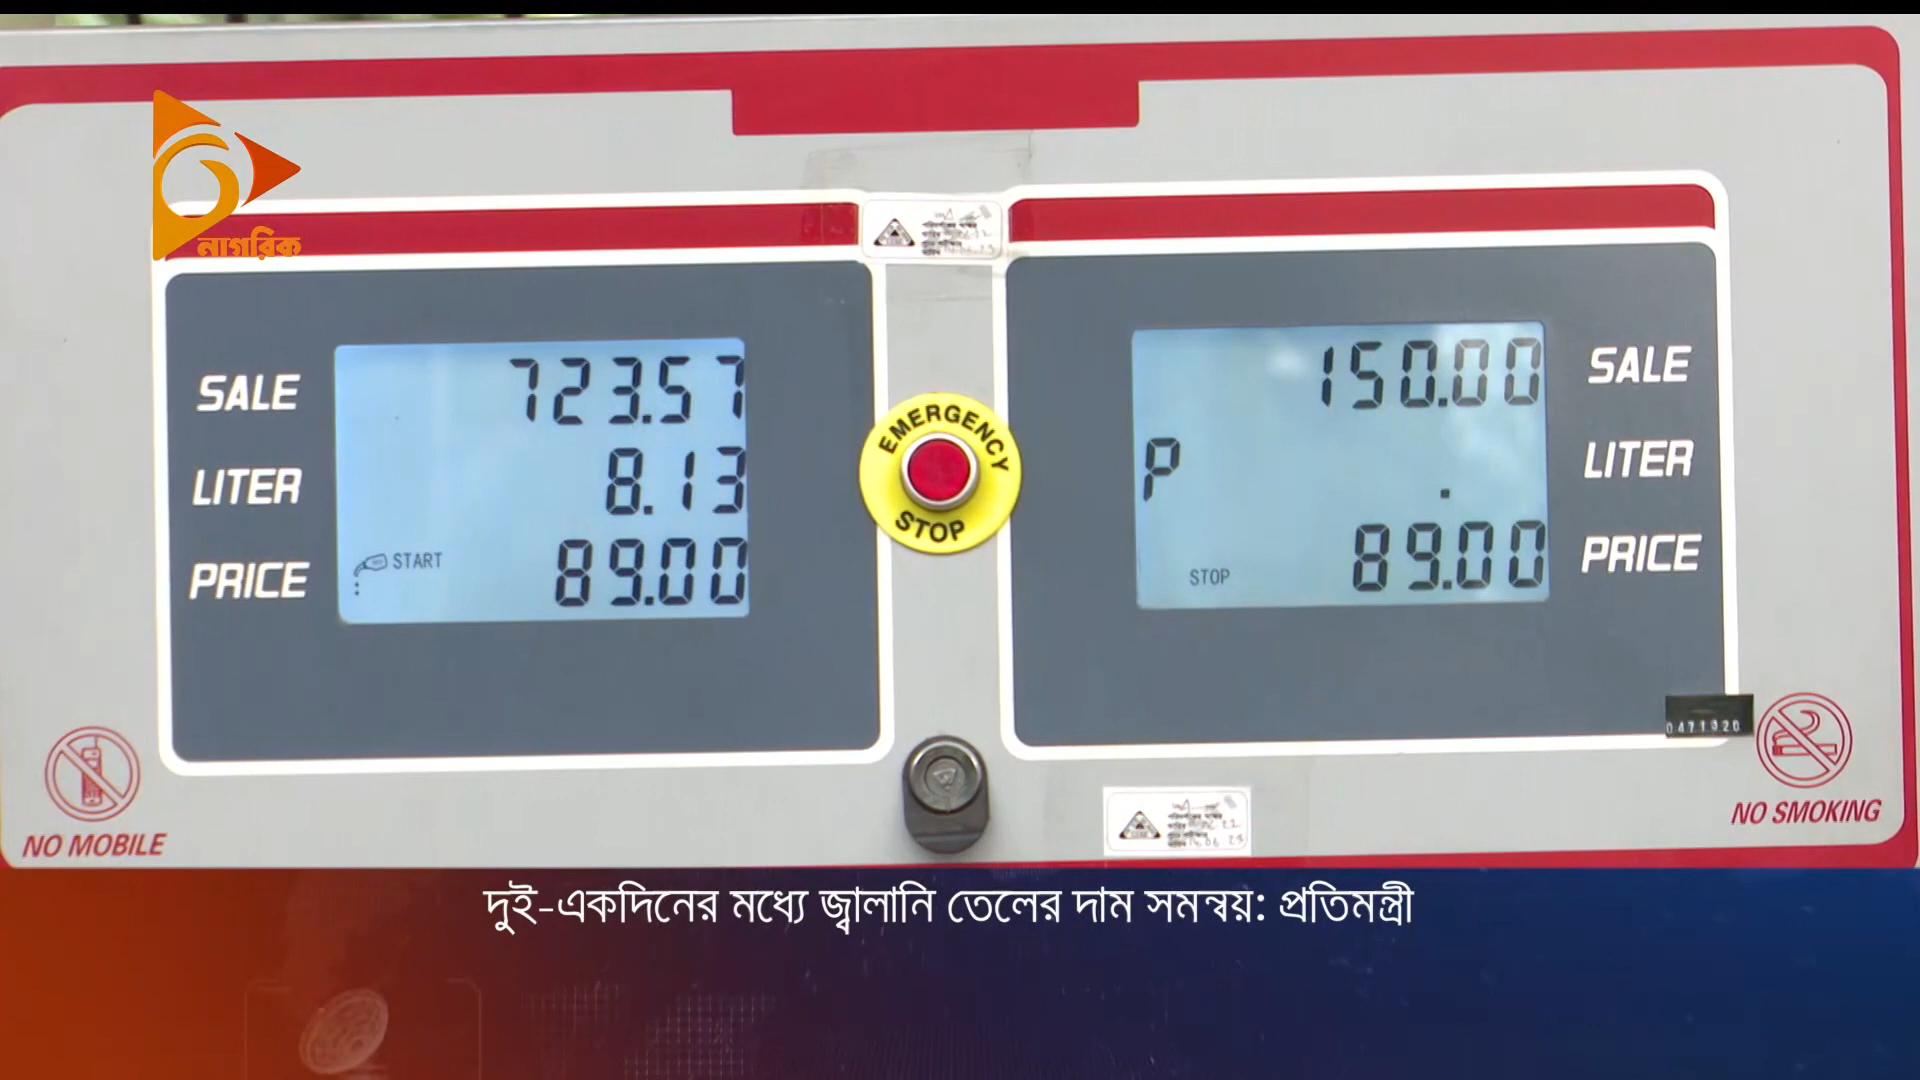 নাগরিক
SALE 723.57
LITER 8.13
PRICE START 89.00
EMERGENCY
STOP
150.00 SALE
P . LITER
STOP 89.00 PRICE
0471920
NO MOBILE
NO SMOKING
দুই-একদিনের মধ্যে জ্বালানি তেলের দাম সমন্বয়: প্রতিমন্ত্রী